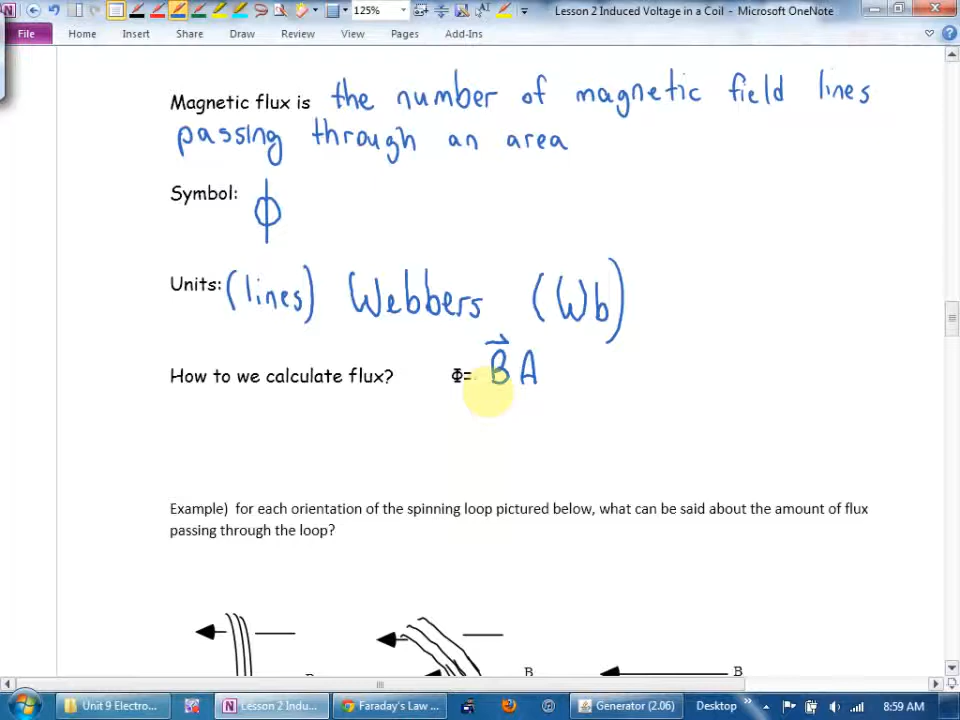 125%
Lesson 2 Induced Voltage in a Coil - Microsoft OneNote
File Home Insert Share Draw Review View Pages Add-Ins
Magnetic flux is the number of magnetic field lines
passing through an area
Symbol: ϕ
Units: (lines) Webbers (Wb)
How to we calculate flux? Φ= B⃗ A
Example) for each orientation of the spinning loop pictured below, what can be said about the amount of flux
passing through the loop?
B
B
Unit 9 Electro... Lesson 2 Indu... Faraday's Law ... Generator (2.06) Desktop 8:59 AM